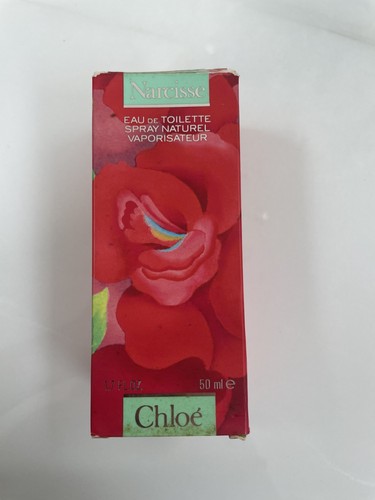 Narcisse
EAU DE TOILETTE
SPRAY NATUREL
VAPORISATEUR
50 ml e
Chloé